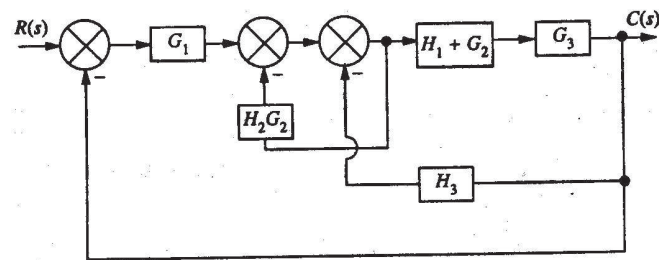 R(s)
C(s)
G₁
H₁ + G₂
G₃
H₂G₂
H₃